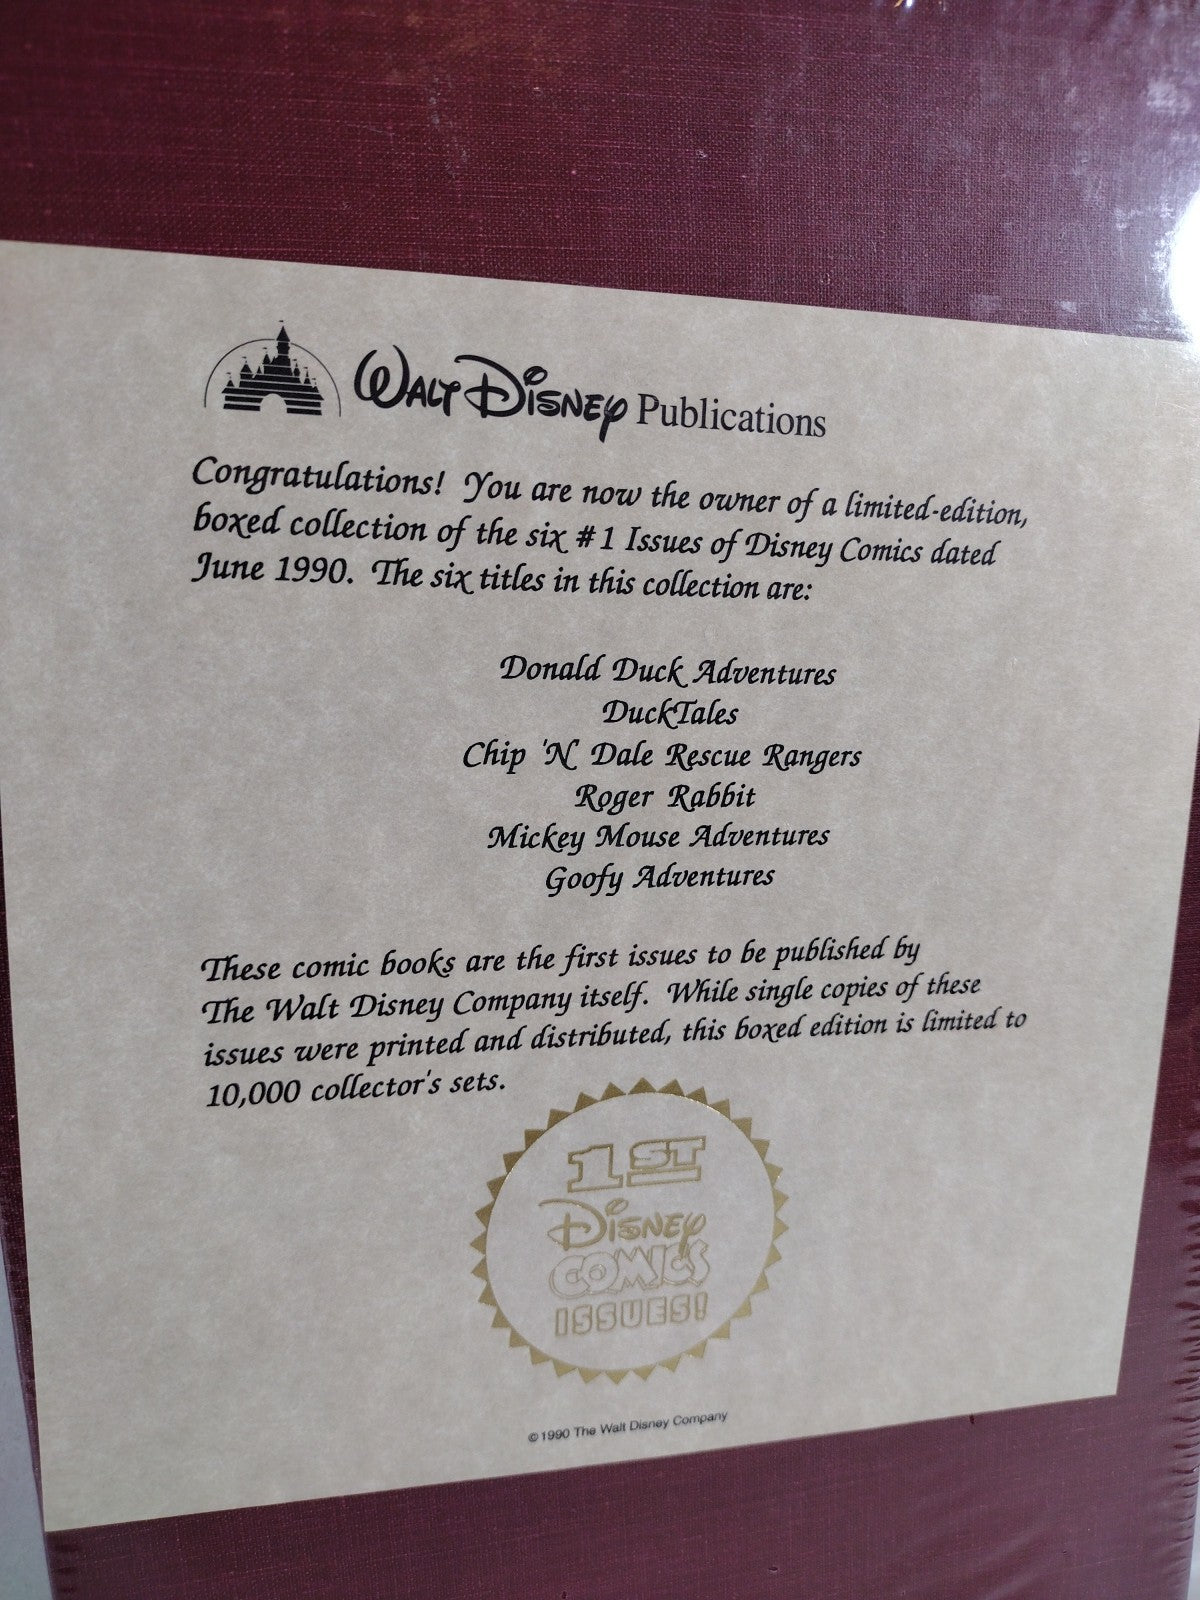 Walt Disney Publications
Congratulations! You are now the owner of a limited-edition,
boxed collection of the six #1 Issues of Disney Comics dated
June 1990. The six titles in this collection are:
Donald Duck Adventures
DuckTales
Chip 'N' Dale Rescue Rangers
Roger Rabbit
Mickey Mouse Adventures
Goofy Adventures
These comic books are the first issues to be published by
The Walt Disney Company itself. While single copies of these
issues were printed and distributed, this boxed edition is limited to
10,000 collector's sets.
1ST
Disney
COMICS
ISSUES!
©1990 The Walt Disney Company